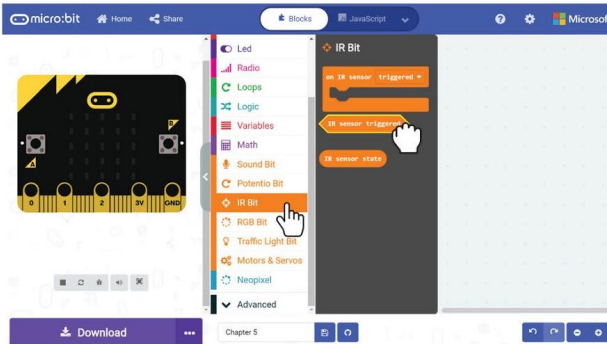 micro:bit Home Share Blocks JavaScript Microsof
Led
Radio
Loops
Logic
Variables
Math
Sound Bit
Potentio Bit
IR Bit
RGB Bit
Traffic Light Bit
Motors & Servos
Neopixel
Advanced
IR Bit
on IR sensor triggered
IR sensor triggered
IR sensor state
A
B
0 1 2 3V GND
Download
Chapter 5